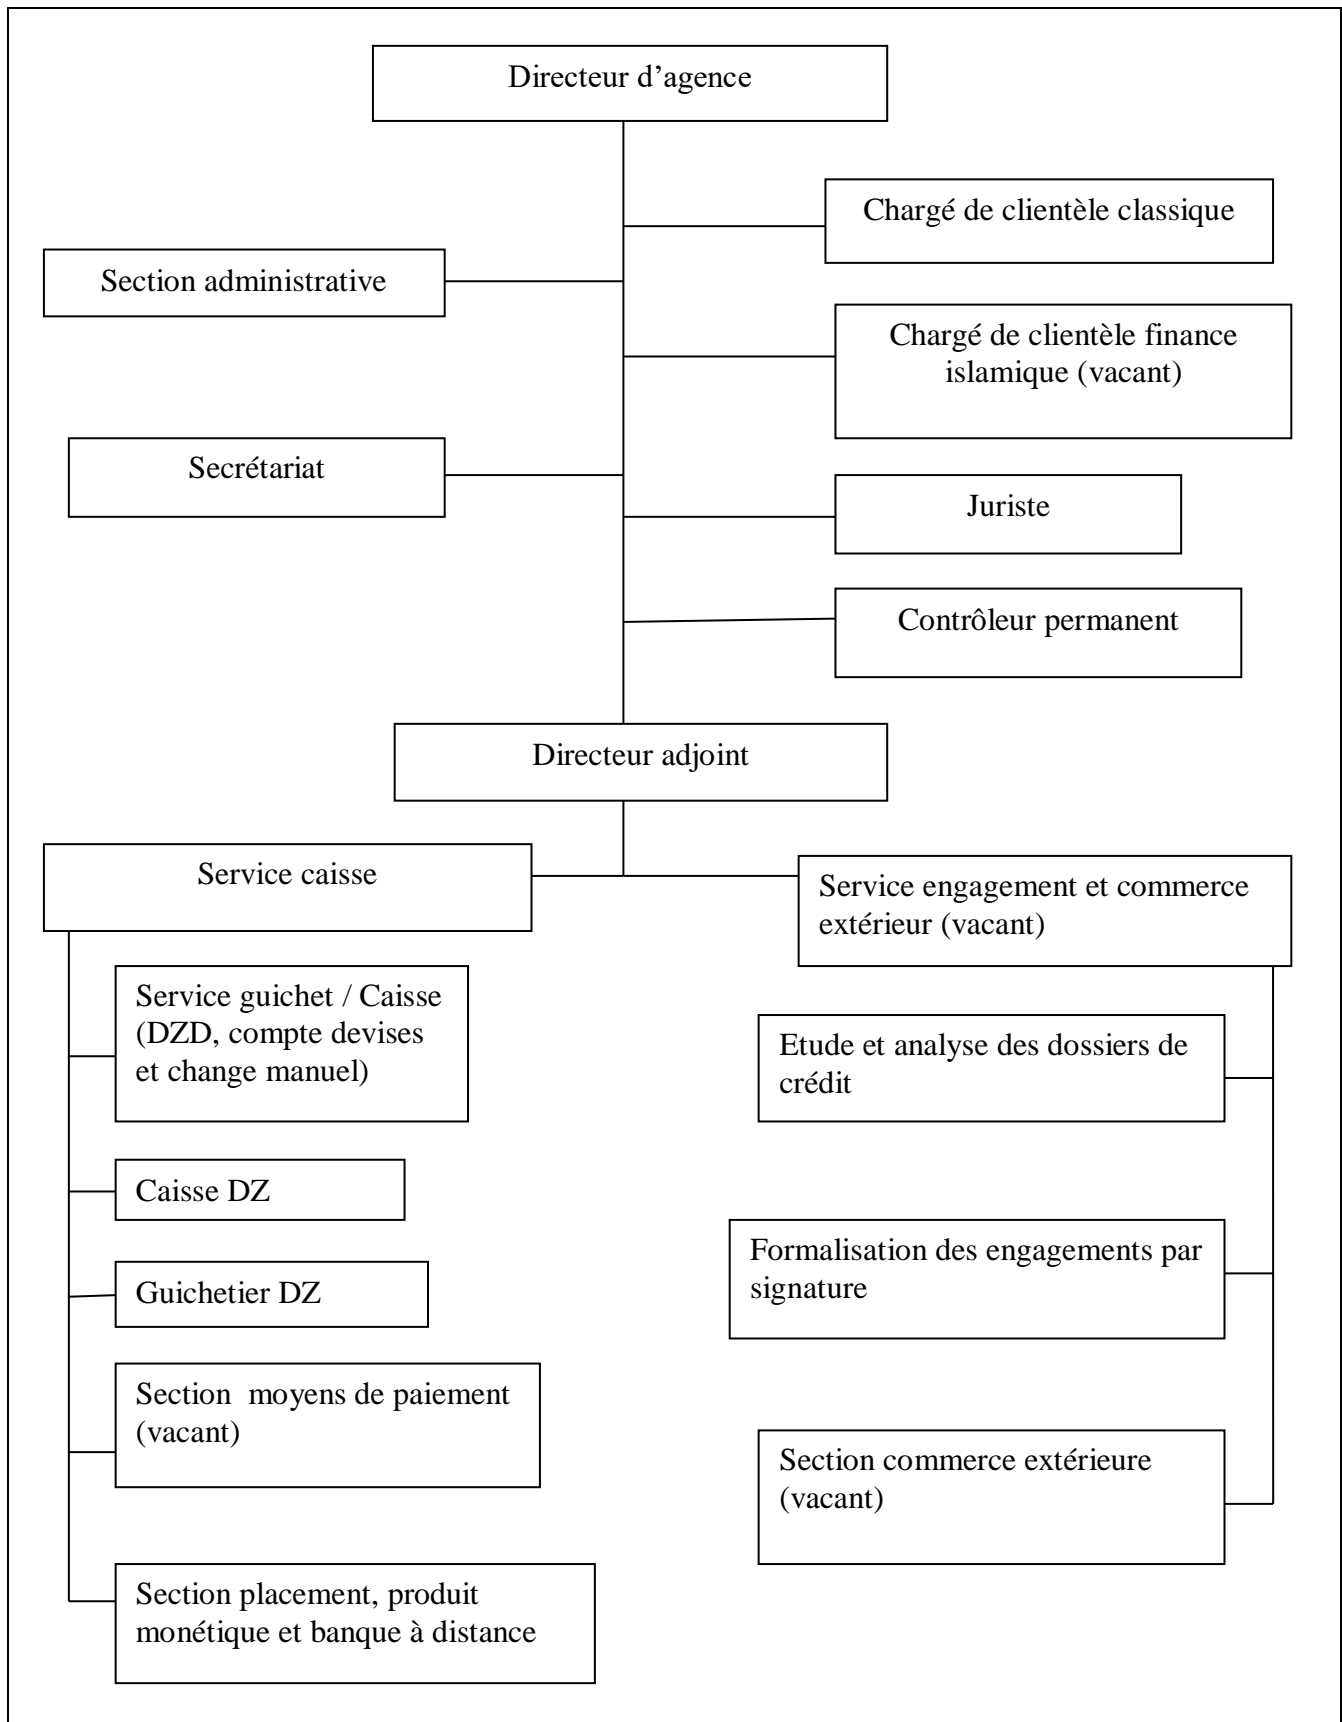 Directeur d’agence
Chargé de clientèle classique
Section administrative
Chargé de clientèle finance
islamique (vacant)
Secrétariat
Juriste
Contrôleur permanent
Directeur adjoint
Service caisse
Service engagement et commerce
extérieur (vacant)
Service guichet / Caisse
(DZD, compte devises
et change manuel)
Etude et analyse des dossiers de
crédit
Caisse DZ
Formalisation des engagements par
signature
Guichetier DZ
Section  moyens de paiement
(vacant)
Section commerce extérieure
(vacant)
Section placement, produit
monétique et banque à distance